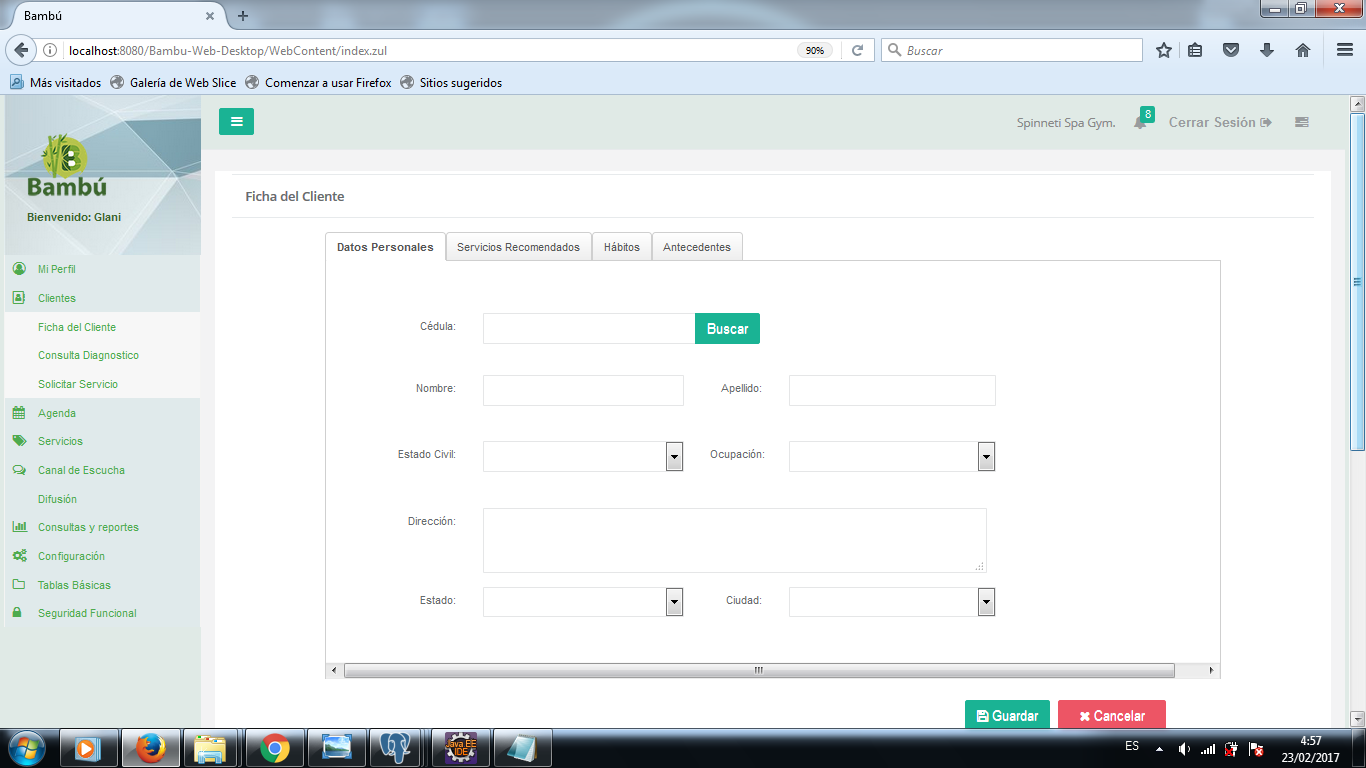 Bambú
localhost:8080/Bambu-Web-Desktop/WebContent/index.zul
90%
Buscar
Más visitados
Galería de Web Slice
Comenzar a usar Firefox
Sitios sugeridos
B
Bambú
Bienvenido: Glani
Spinneti Spa Gym.
8
Cerrar Sesión
Mi Perfil
Clientes
Ficha del Cliente
Consulta Diagnostico
Solicitar Servicio
Agenda
Servicios
Canal de Escucha
Difusión
Consultas y reportes
Configuración
Tablas Básicas
Seguridad Funcional
Ficha del Cliente
Datos Personales
Servicios Recomendados
Hábitos
Antecedentes
Cédula:
Buscar
Nombre:
Apellido:
Estado Civil:
Ocupación:
Dirección:
Estado:
Ciudad:
Guardar
Cancelar
Java EE
IDE
ES
4:57
23/02/2017